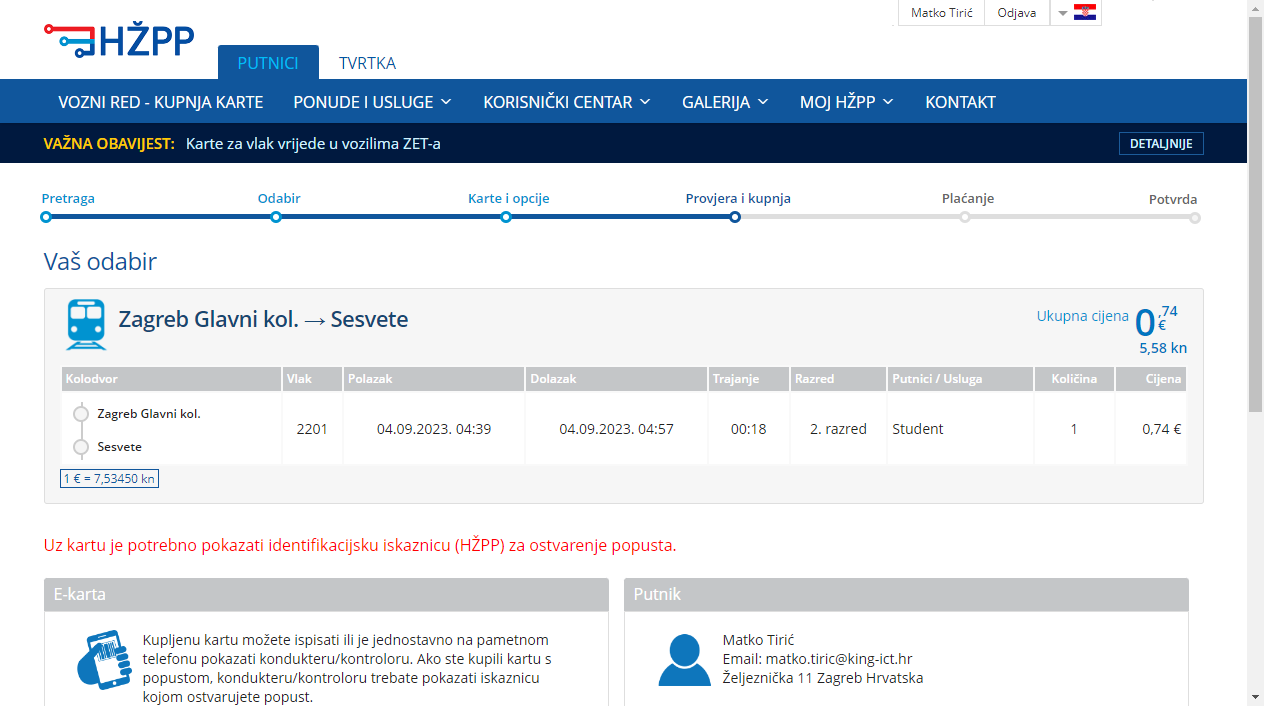 Matko Tirić
Odjava
HŽPP
PUTNICI
TVRTKA
VOZNI RED - KUPNJA KARTE
PONUDE I USLUGE
KORISNIČKI CENTAR
GALERIJA
MOJ HŽPP
KONTAKT
VAŽNA OBAVIJEST: Karte za vlak vrijede u vozilima ZET-a
DETALJNIJE
Pretraga
Odabir
Karte i opcije
Provjera i kupnja
Plaćanje
Potvrda
Vaš odabir
Zagreb Glavni kol. → Sesvete
Ukupna cijena 0,74 €
5,58 kn
Kolodvor Vlak Polazak Dolazak Trajanje Razred Putnici / Usluga Količina Cijena
Zagreb Glavni kol.
Sesvete
2201 04.09.2023. 04:39 04.09.2023. 04:57 00:18 2. razred Student 1 0,74 €
1 € = 7,53450 kn
Uz kartu je potrebno pokazati identifikacijsku iskaznicu (HŽPP) za ostvarenje popusta.
E-karta
Kupljenu kartu možete ispisati ili je jednostavno na pametnom
telefonu pokazati kondukteru/kontroloru. Ako ste kupili kartu s
popustom, kondukteru/kontroloru trebate pokazati iskaznicu
kojom ostvarujete popust.
Putnik
Matko Tirić
Email: matko.tiric@king-ict.hr
Željeznička 11 Zagreb Hrvatska